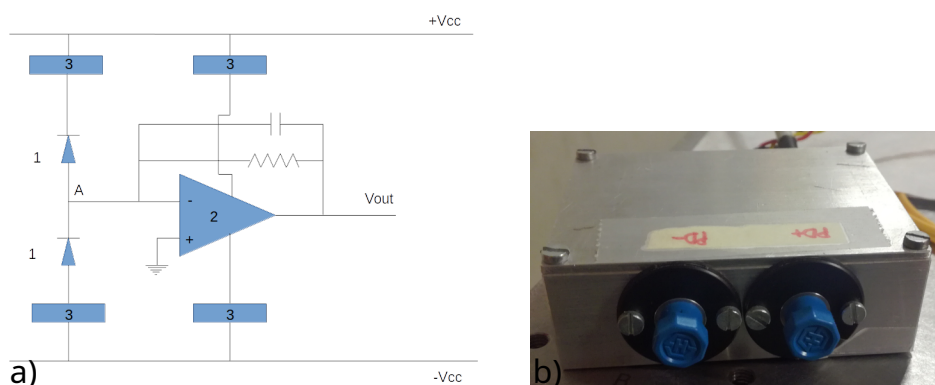 +Vcc
3 3
1
A
- 2 Vout
+
1
3 3
-Vcc
a)
PD- PD+
b)